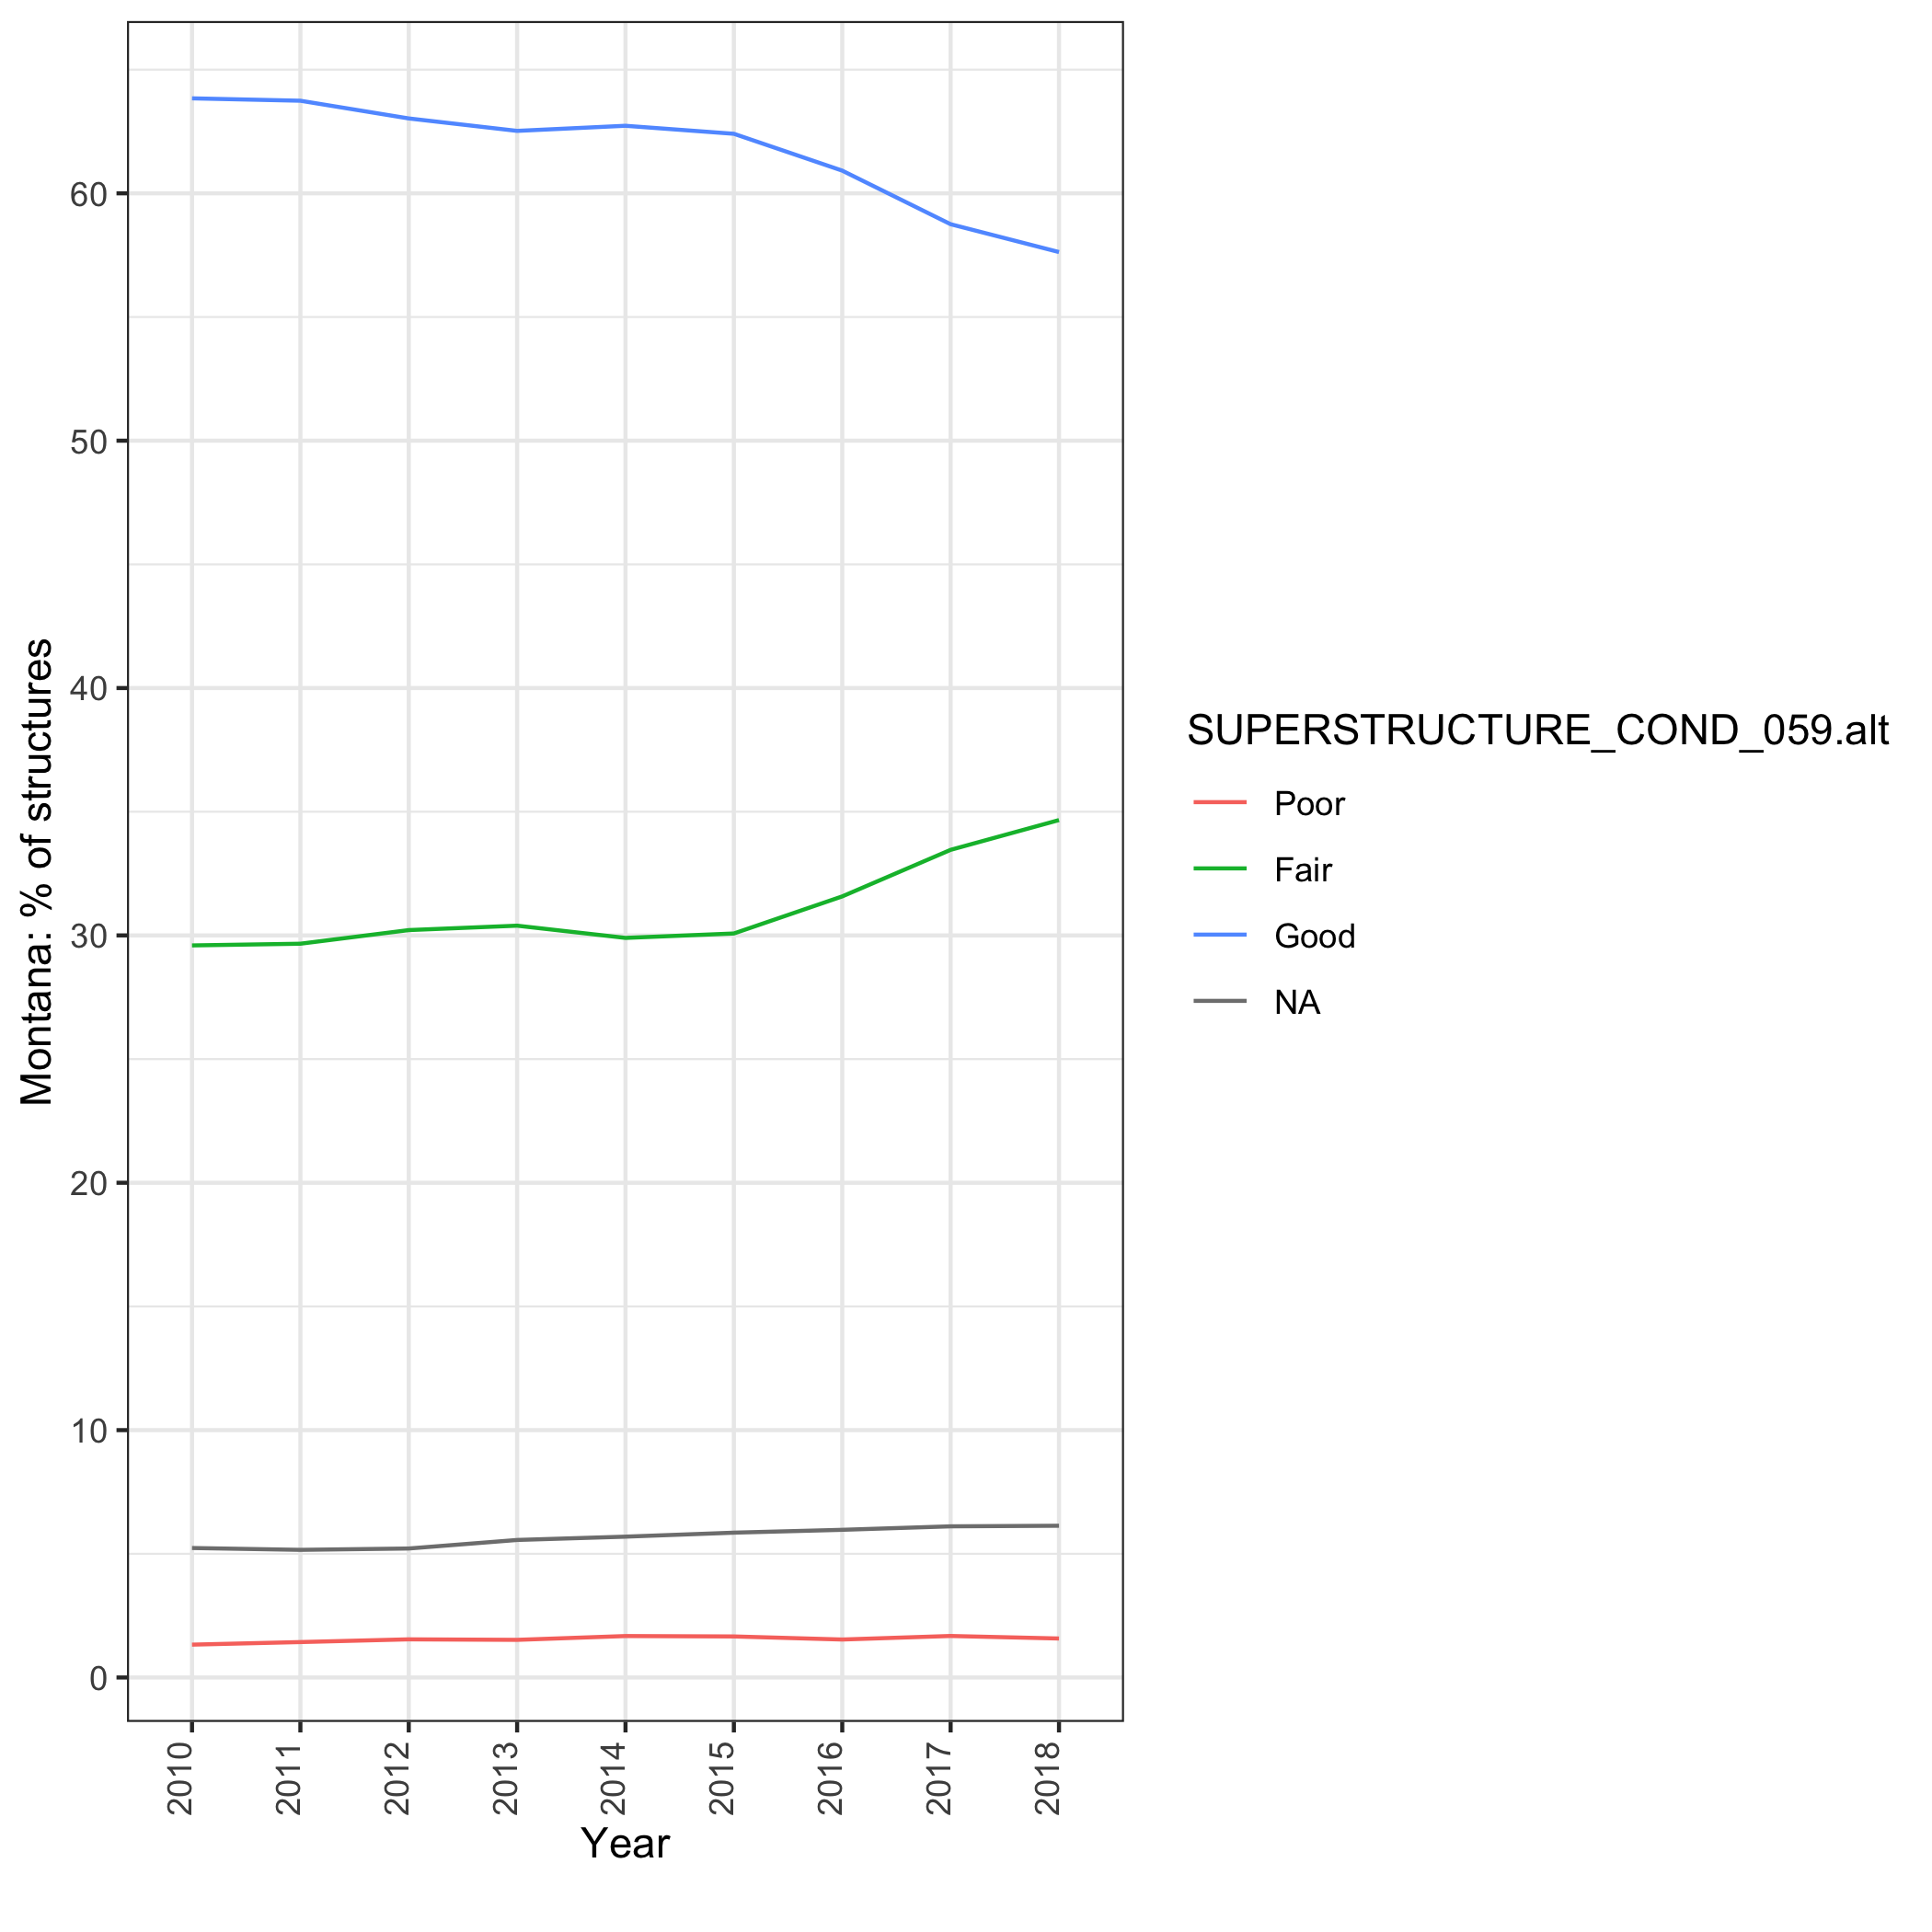 Montana: % of structures
60
50
40
30
20
10
0
2010
2011
2012
2013
2014
2015
2016
2017
2018
Year
SUPERSTRUCTURE_COND_059.alt
Poor
Fair
Good
NA